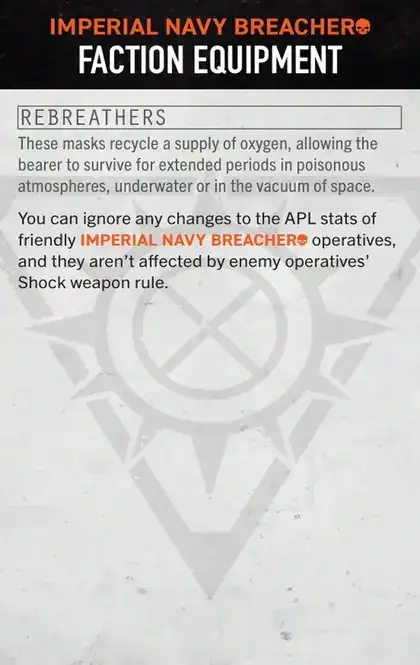 IMPERIAL NAVY BREACHER
FACTION EQUIPMENT
REBREATHERS
These masks recycle a supply of oxygen, allowing the
bearer to survive for extended periods in poisonous
atmospheres, underwater or in the vacuum of space.
You can ignore any changes to the APL stats of
friendly IMPERIAL NAVY BREACHER operatives,
and they aren’t affected by enemy operatives’
Shock weapon rule.